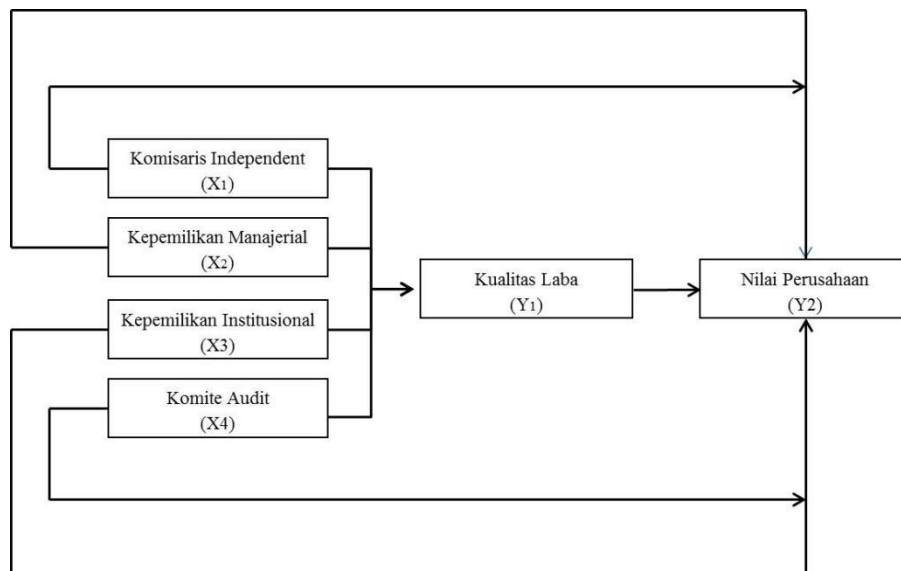 Komisaris Independent
(X1)
Kepemilikan Manajerial
(X2)
Kepemilikan Institusional
(X3)
Komite Audit
(X4)
Kualitas Laba
(Y1)
Nilai Perusahaan
(Y2)